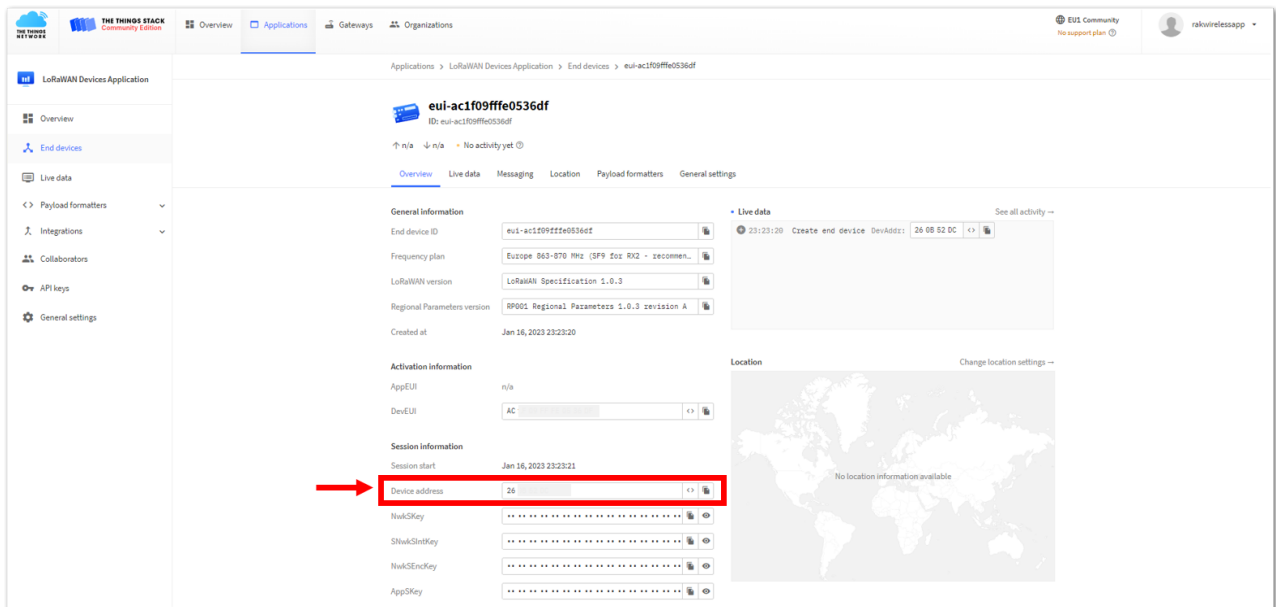 THE THINGS NETWORK
THE THINGS STACK
Community Edition
Overview
Applications
Gateways
Organizations
EU1 Community
No support plan
rakwirelessapp
LoRaWAN Devices Application
Overview
End devices
Live data
Payload formatters
Integrations
Collaborators
API keys
General settings
Applications > LoRaWAN Devices Application > End devices > eui-ac1f09fffe0536df
eui-ac1f09fffe0536df
ID: eui-ac1f09fffe0536df
↑ n/a ↓ n/a • No activity yet
Overview Live data Messaging Location Payload formatters General settings
General information
End device ID eui-ac1f09fffe0536df
Frequency plan Europe 863-870 MHz (SF9 for RX2 - recommen…
LoRaWAN version LoRaWAN Specification 1.0.3
Regional Parameters version RP001 Regional Parameters 1.0.3 revision A
Created at Jan 16, 2023 23:23:20
Activation information
AppEUI n/a
DevEUI AC
Session information
Session start Jan 16, 2023 23:23:21
Device address 26
NwkSKey
SNwkSIntKey
NwkSEncKey
AppSKey
• Live data See all activity →
23:23:20 Create end device DevAddr: 26 0B 52 DC <>
Location Change location settings →
No location information available